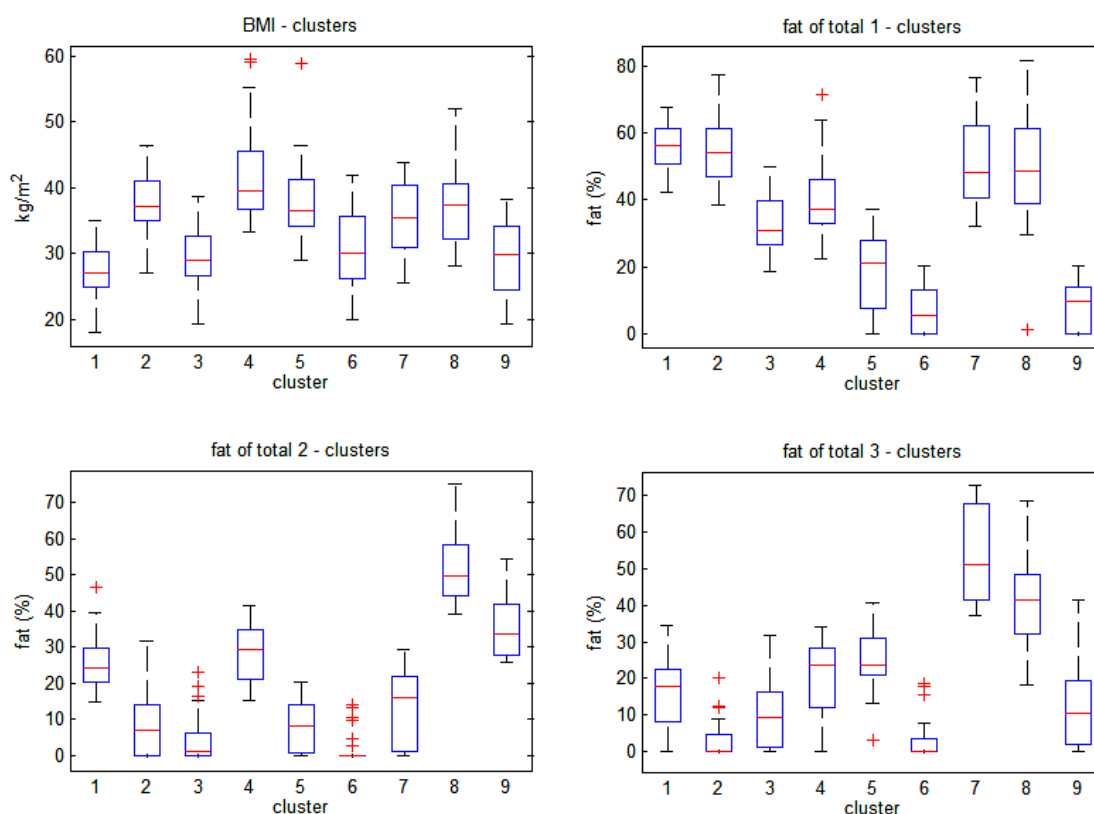 BMI - clusters
60
50
40
30
20
kg/m²
1 2 3 4 5 6 7 8 9
cluster
fat of total 1 - clusters
80
60
40
20
0
fat (%)
1 2 3 4 5 6 7 8 9
cluster
fat of total 2 - clusters
70
60
50
40
30
20
10
0
fat (%)
1 2 3 4 5 6 7 8 9
cluster
fat of total 3 - clusters
70
60
50
40
30
20
10
0
fat (%)
1 2 3 4 5 6 7 8 9
cluster